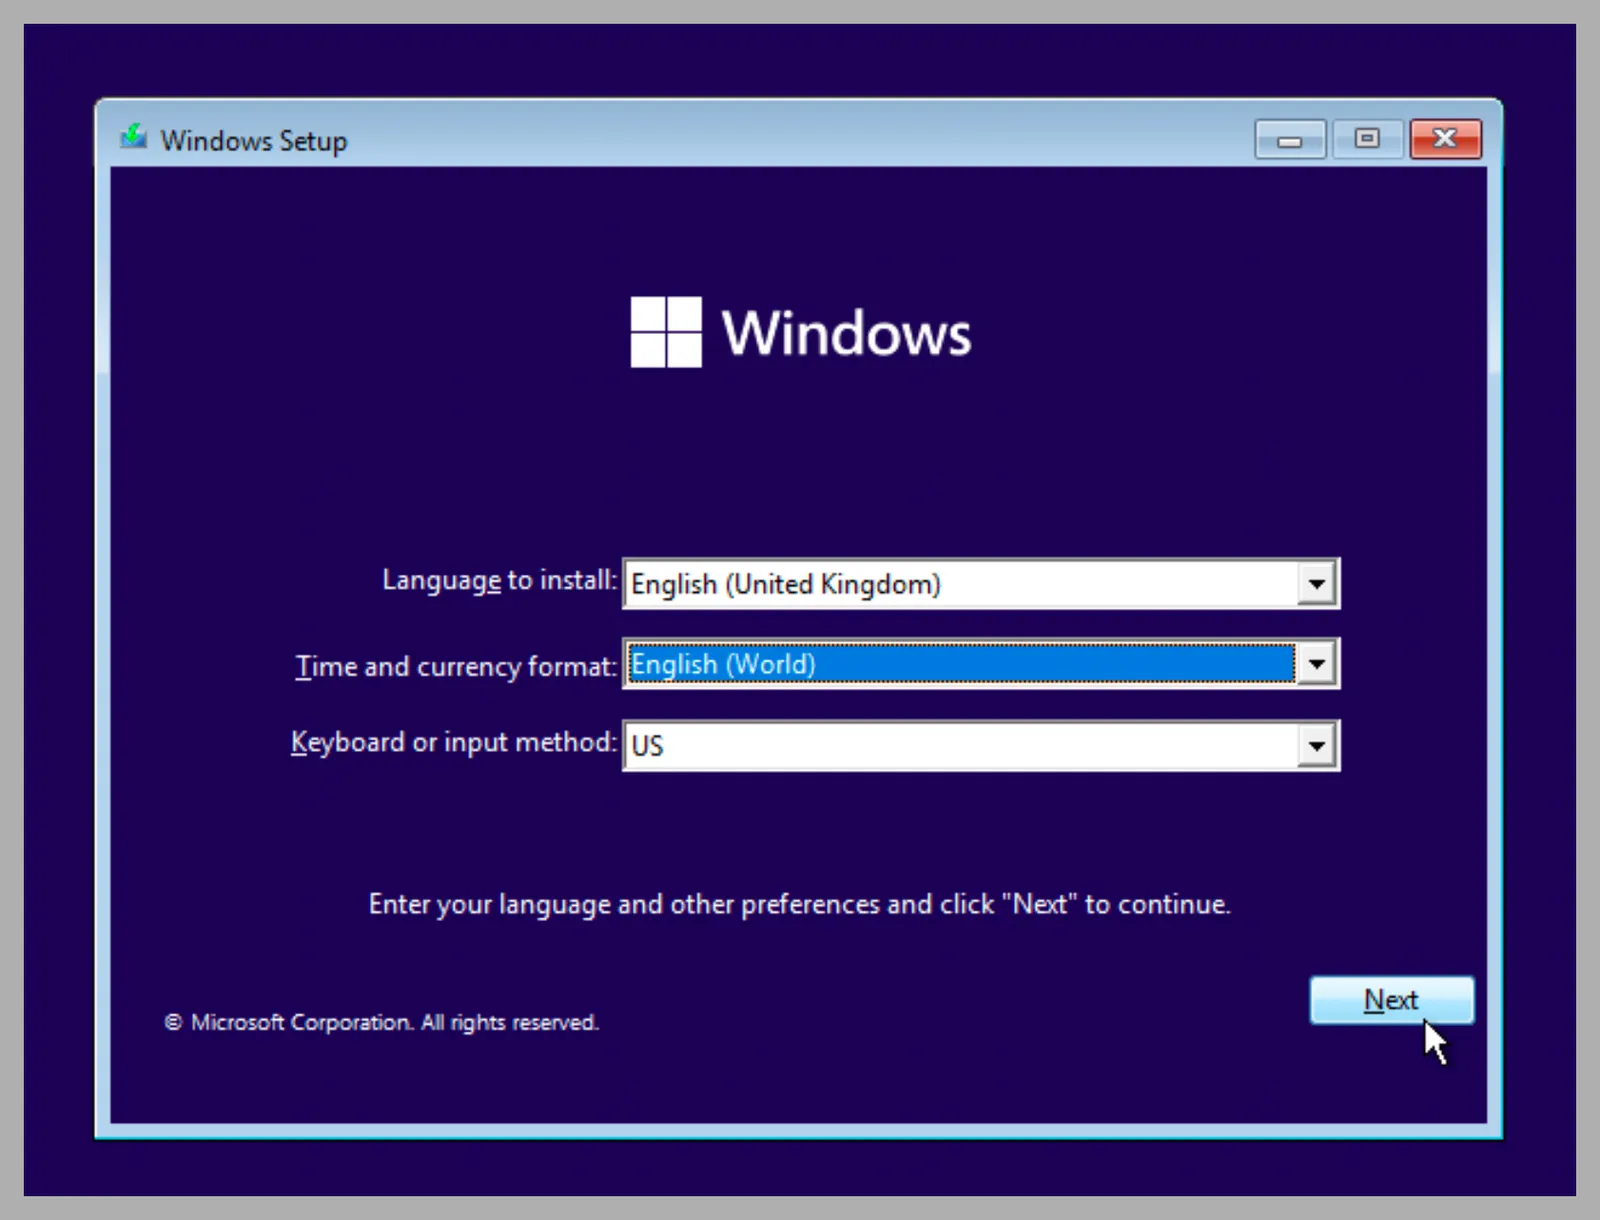 Windows Setup
Windows
Language to install: English (United Kingdom)
Time and currency format: English (World)
Keyboard or input method: US
Enter your language and other preferences and click "Next" to continue.
Next
© Microsoft Corporation. All rights reserved.